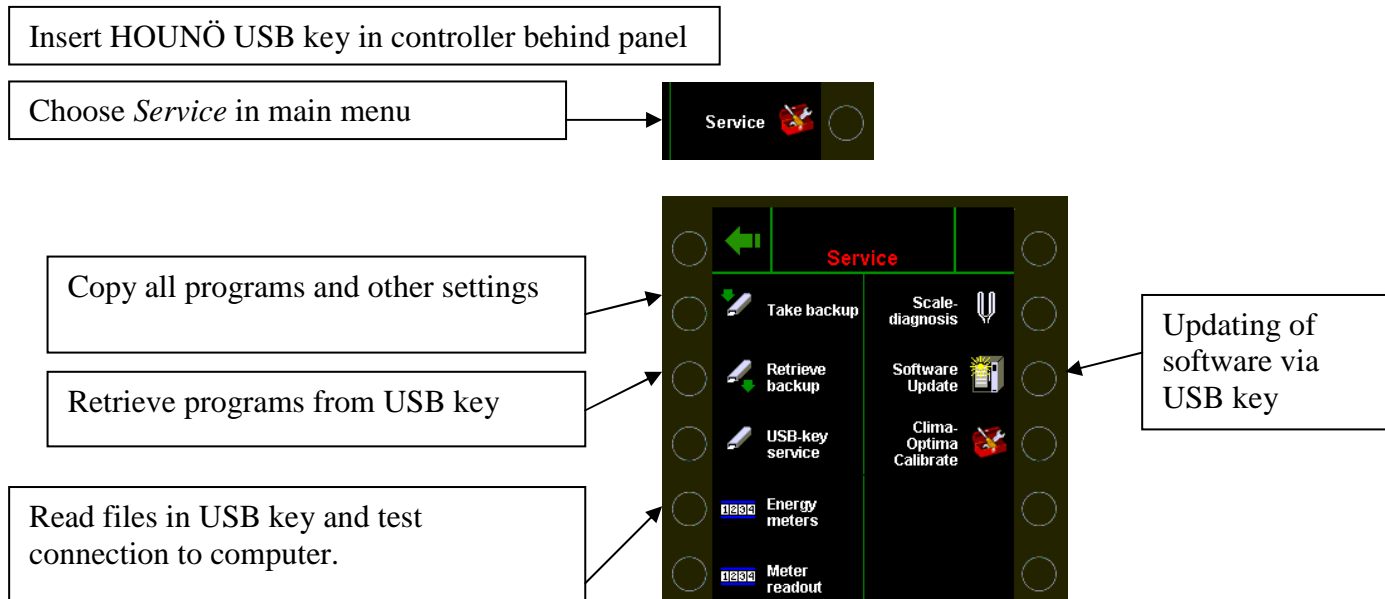 Insert HOUNÖ USB key in controller behind panel
Choose Service in main menu
Service
Service
Copy all programs and other settings
Take backup
Scale-
diagnosis
Updating of
software via
USB key
Retrieve programs from USB key
Retrieve
backup
Software
Update
USB-key
service
Clima-
Optima
Calibrate
Read files in USB key and test
connection to computer.
1234
Energy
meters
1234
Meter
readout